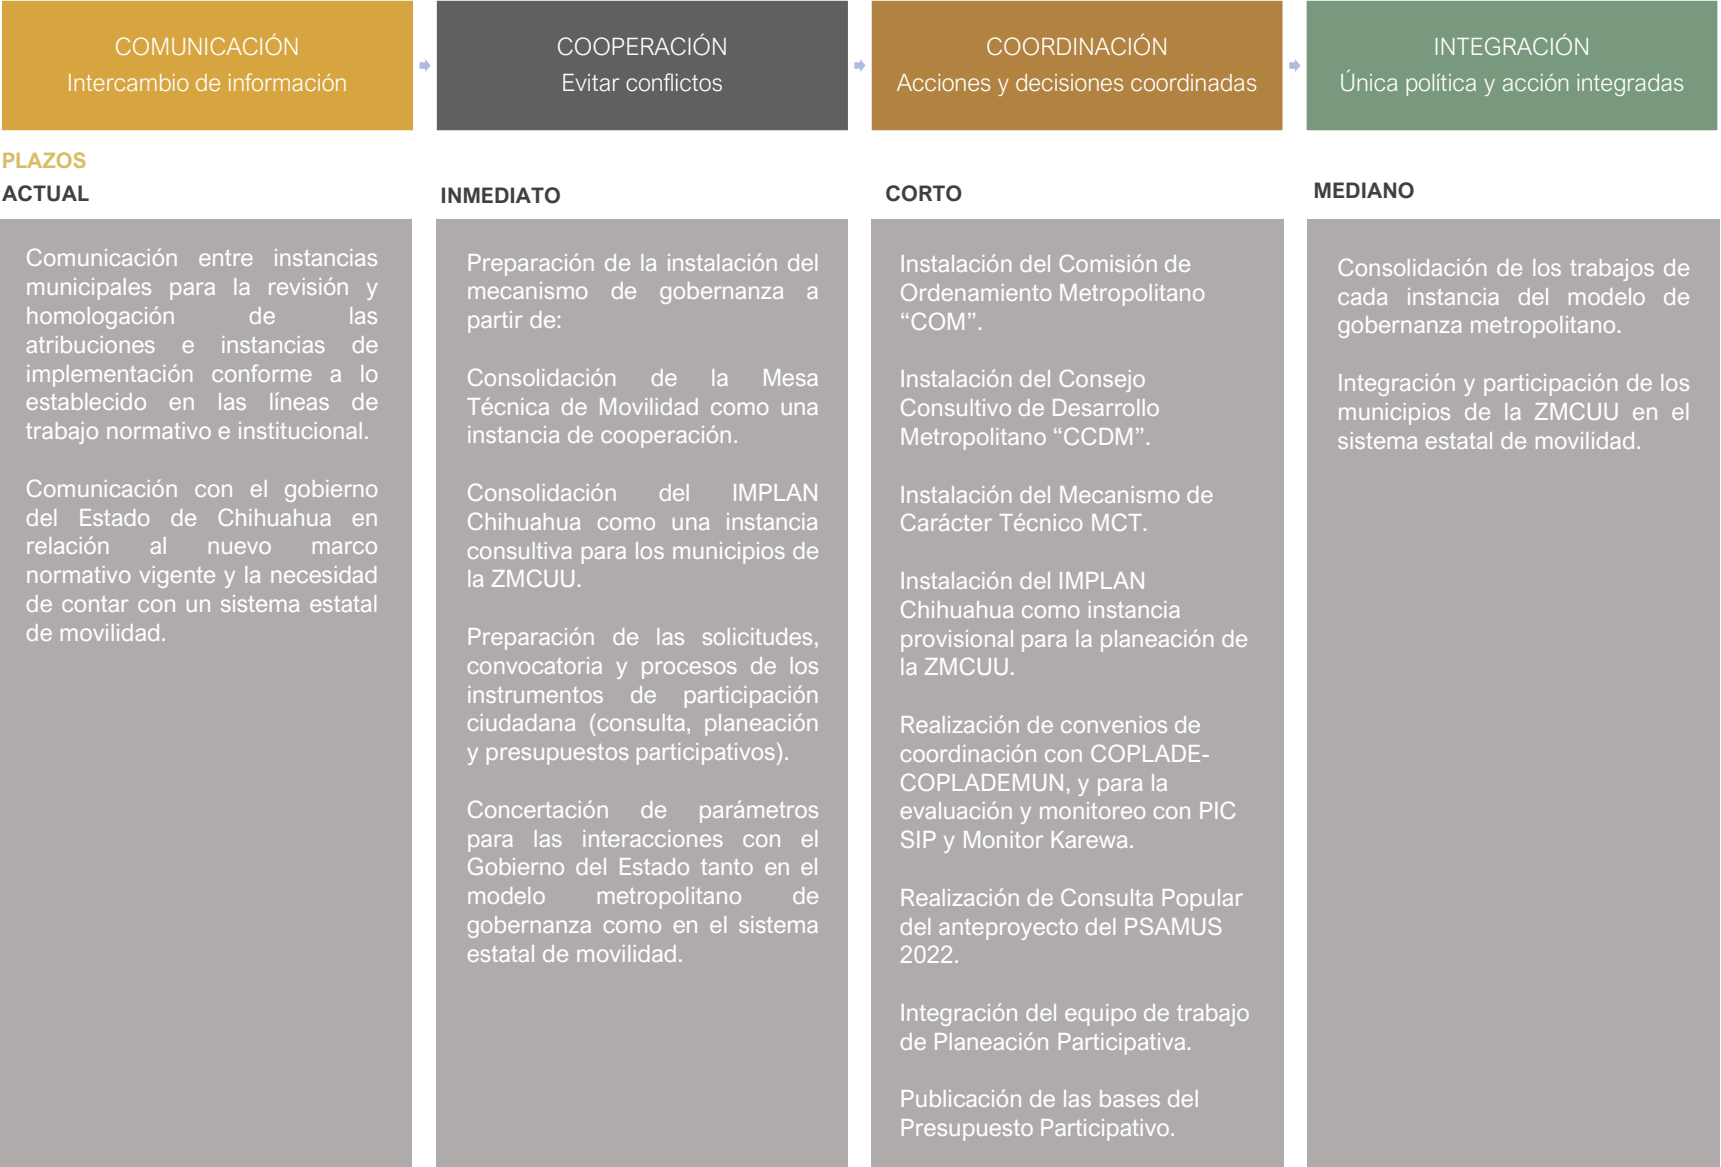 COMUNICACIÓN
Intercambio de información
COOPERACIÓN
Evitar conflictos
COORDINACIÓN
Acciones y decisiones coordinadas
INTEGRACIÓN
Única política y acción integradas
PLAZOS
ACTUAL
Comunicación entre instancias
municipales para la revisión y
homologación de las
atribuciones e instancias de
implementación conforme a lo
establecido en las líneas de
trabajo normativo e institucional.
Comunicación con el gobierno
del Estado de Chihuahua en
relación al nuevo marco
normativo vigente y la necesidad
de contar con un sistema estatal
de movilidad.
INMEDIATO
Preparación de la instalación del
mecanismo de gobernanza a
partir de:
Consolidación de la Mesa
Técnica de Movilidad como una
instancia de cooperación.
Consolidación del IMPLAN
Chihuahua como una instancia
consultiva para los municipios de
la ZMCUU.
Preparación de las solicitudes,
convocatoria y procesos de los
instrumentos de participación
ciudadana (consulta, planeación
y presupuestos participativos).
Concertación de parámetros
para las interacciones con el
Gobierno del Estado tanto en el
modelo metropolitano de
gobernanza como en el sistema
estatal de movilidad.
CORTO
Instalación del Comisión de
Ordenamiento Metropolitano
“COM”.
Instalación del Consejo
Consultivo de Desarrollo
Metropolitano “CCDM”.
Instalación del Mecanismo de
Carácter Técnico MCT.
Instalación del IMPLAN
Chihuahua como instancia
provisional para la planeación de
la ZMCUU.
Realización de convenios de
coordinación con COPLADE-
COPLADEMUN, y para la
evaluación y monitoreo con PIC
SIP y Monitor Karewa.
Realización de Consulta Popular
del anteproyecto del PSAMUS
2022.
Integración del equipo de trabajo
de Planeación Participativa.
Publicación de las bases del
Presupuesto Participativo.
MEDIANO
Consolidación de los trabajos de
cada instancia del modelo de
gobernanza metropolitano.
Integración y participación de los
municipios de la ZMCUU en el
sistema estatal de movilidad.